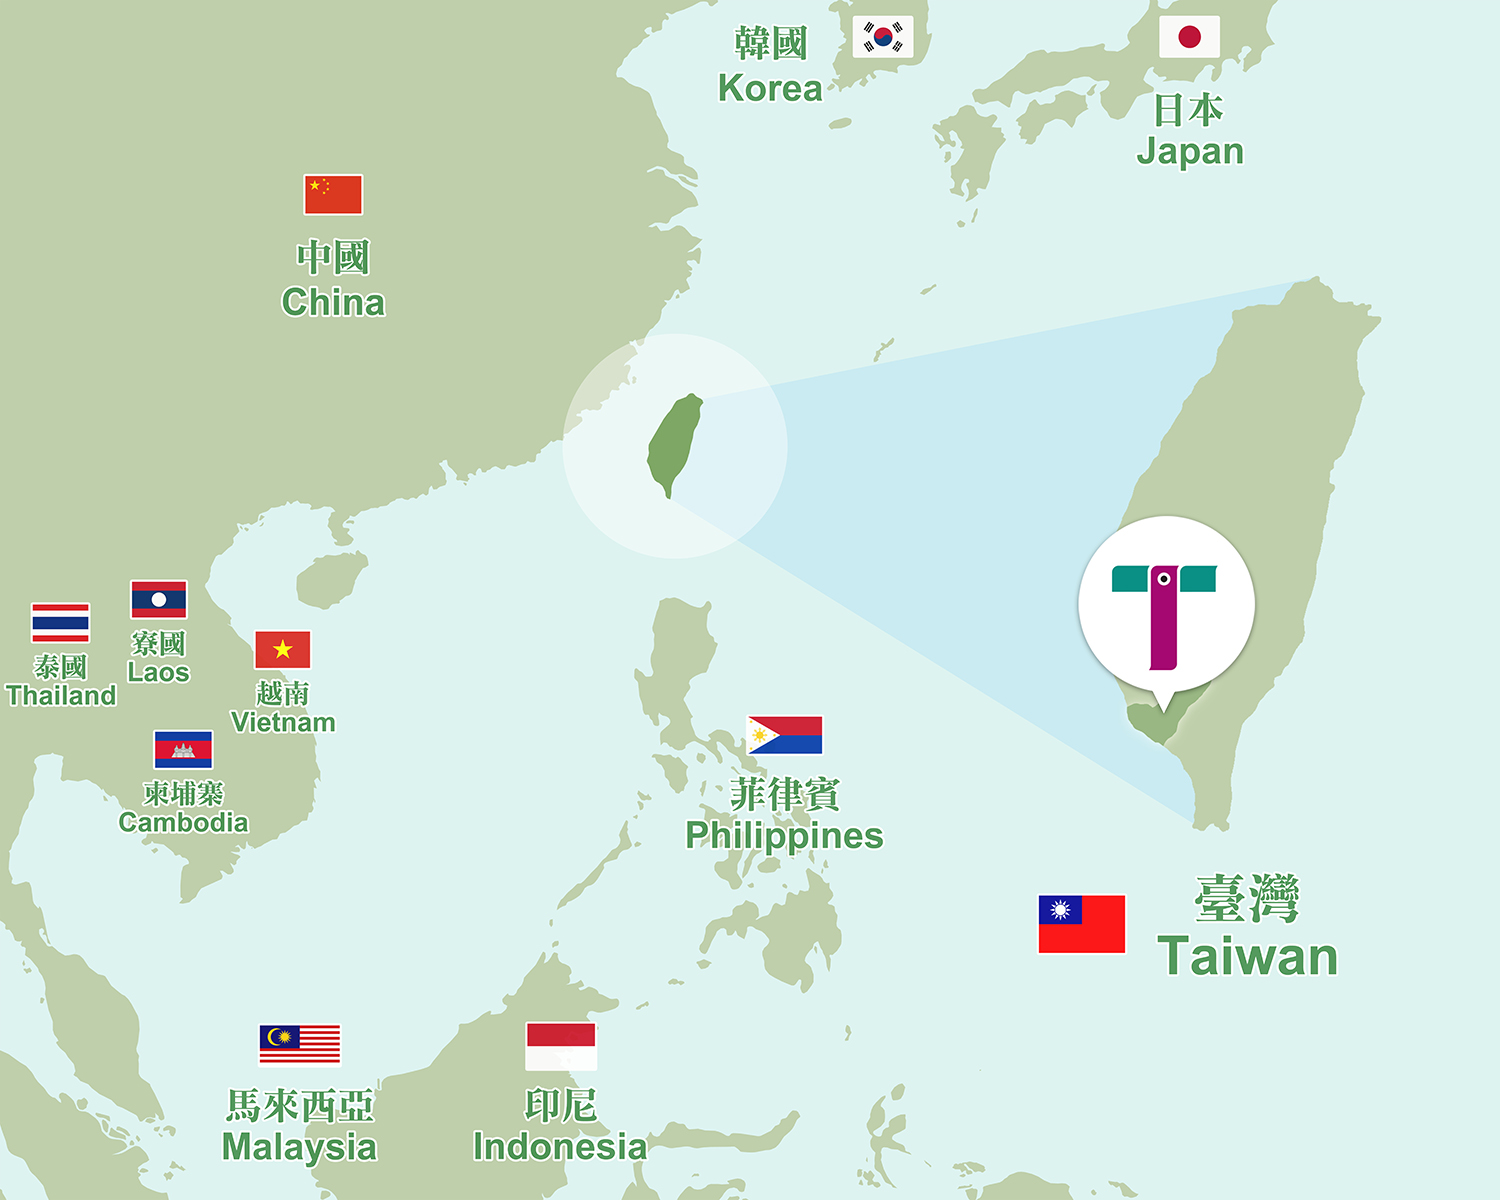 韓國
Korea
日本
Japan
中國
China
泰國
Thailand
寮國
Laos
越南
Vietnam
柬埔寨
Cambodia
菲律賓
Philippines
臺灣
Taiwan
馬來西亞
Malaysia
印尼
Indonesia